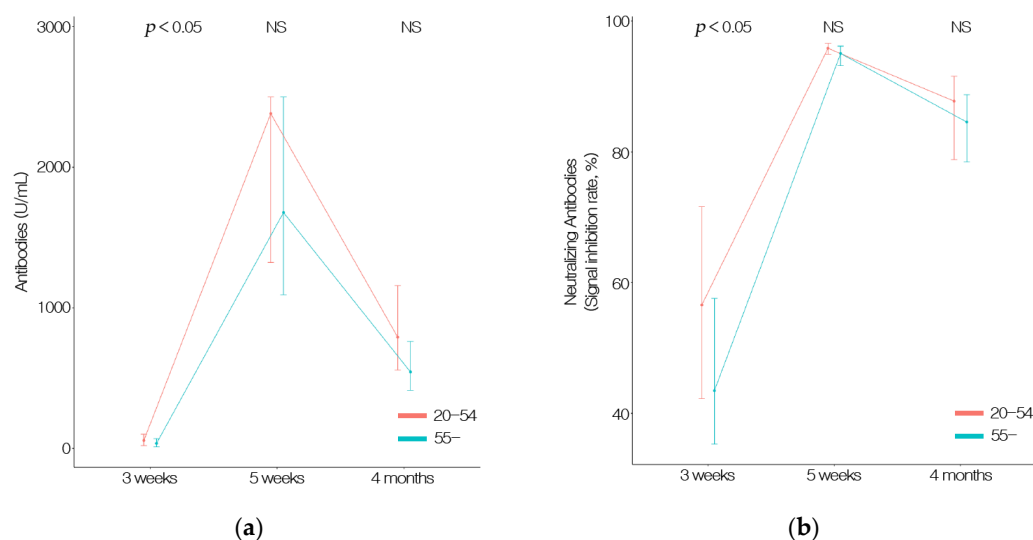 3000
p < 0.05
NS
NS
2000
1000
0
Antibodies (U/mL)
20–54
55–
3 weeks
5 weeks
4 months
(a)
100
p < 0.05
NS
NS
80
60
40
Neutralizing Antibodies
(Signal inhibition rate, %)
20–54
55–
3 weeks
5 weeks
4 months
(b)